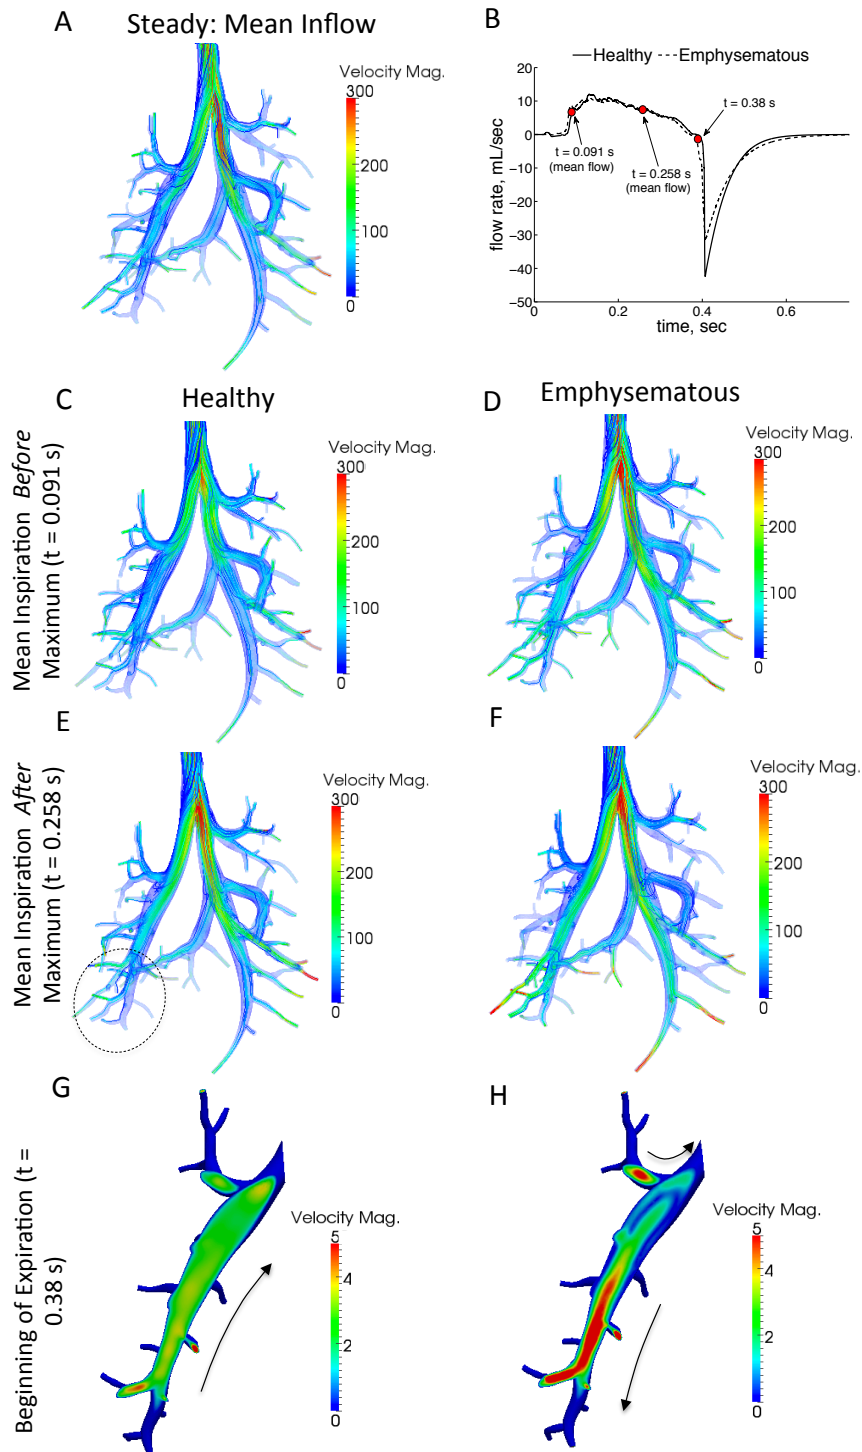 A
Steady: Mean Inflow
Velocity Mag.
300
200
100
0
B
Healthy
Emphysematous
20
10
0
−10
−20
−30
−40
−50
0
0.2
0.4
0.6
flow rate, mL/sec
time, sec
t = 0.091 s
(mean flow)
t = 0.258 s
(mean flow)
t = 0.38 s
Healthy
Emphysematous
Mean Inspiration Before
Maximum (t = 0.091 s)
C
Velocity Mag.
300
200
100
0
D
Velocity Mag.
300
200
100
0
Mean Inspiration After
Maximum (t = 0.258 s)
E
Velocity Mag.
300
200
100
0
F
Velocity Mag.
300
200
100
0
Beginning of Expiration (t =
0.38 s)
G
Velocity Mag.
5
4
2
0
H
Velocity Mag.
5
4
2
0